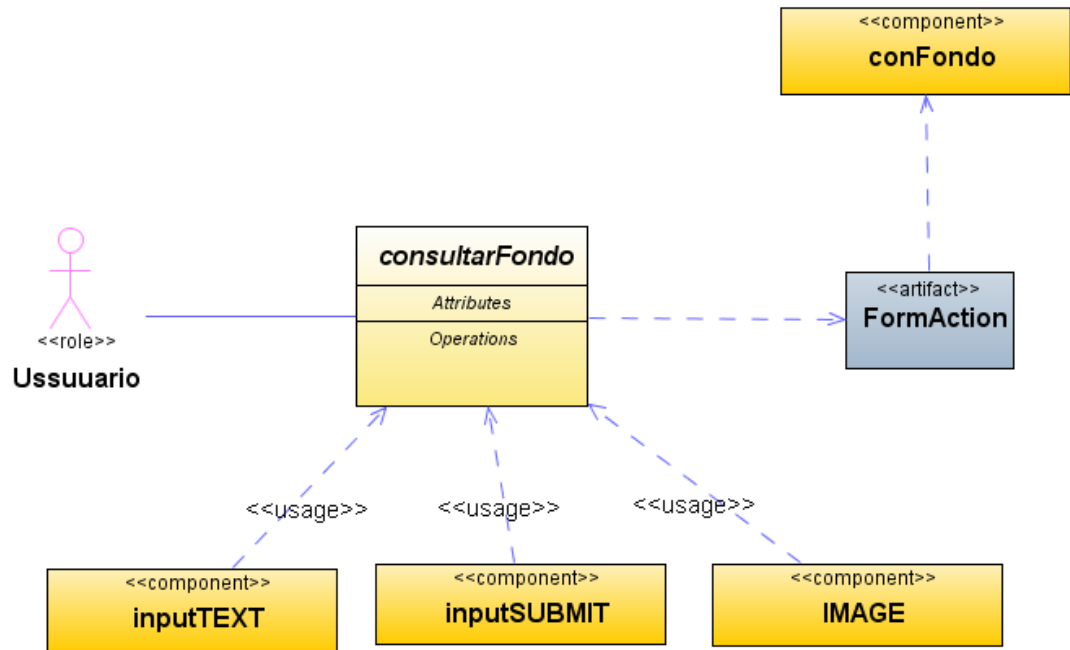 <<component>>
conFondo
consultarFondo
Attributes
Operations
<<artifact>>
FormAction
<<role>>
Ussuuario
<<usage>>
<<usage>>
<<usage>>
<<component>>
inputTEXT
<<component>>
inputSUBMIT
<<component>>
IMAGE